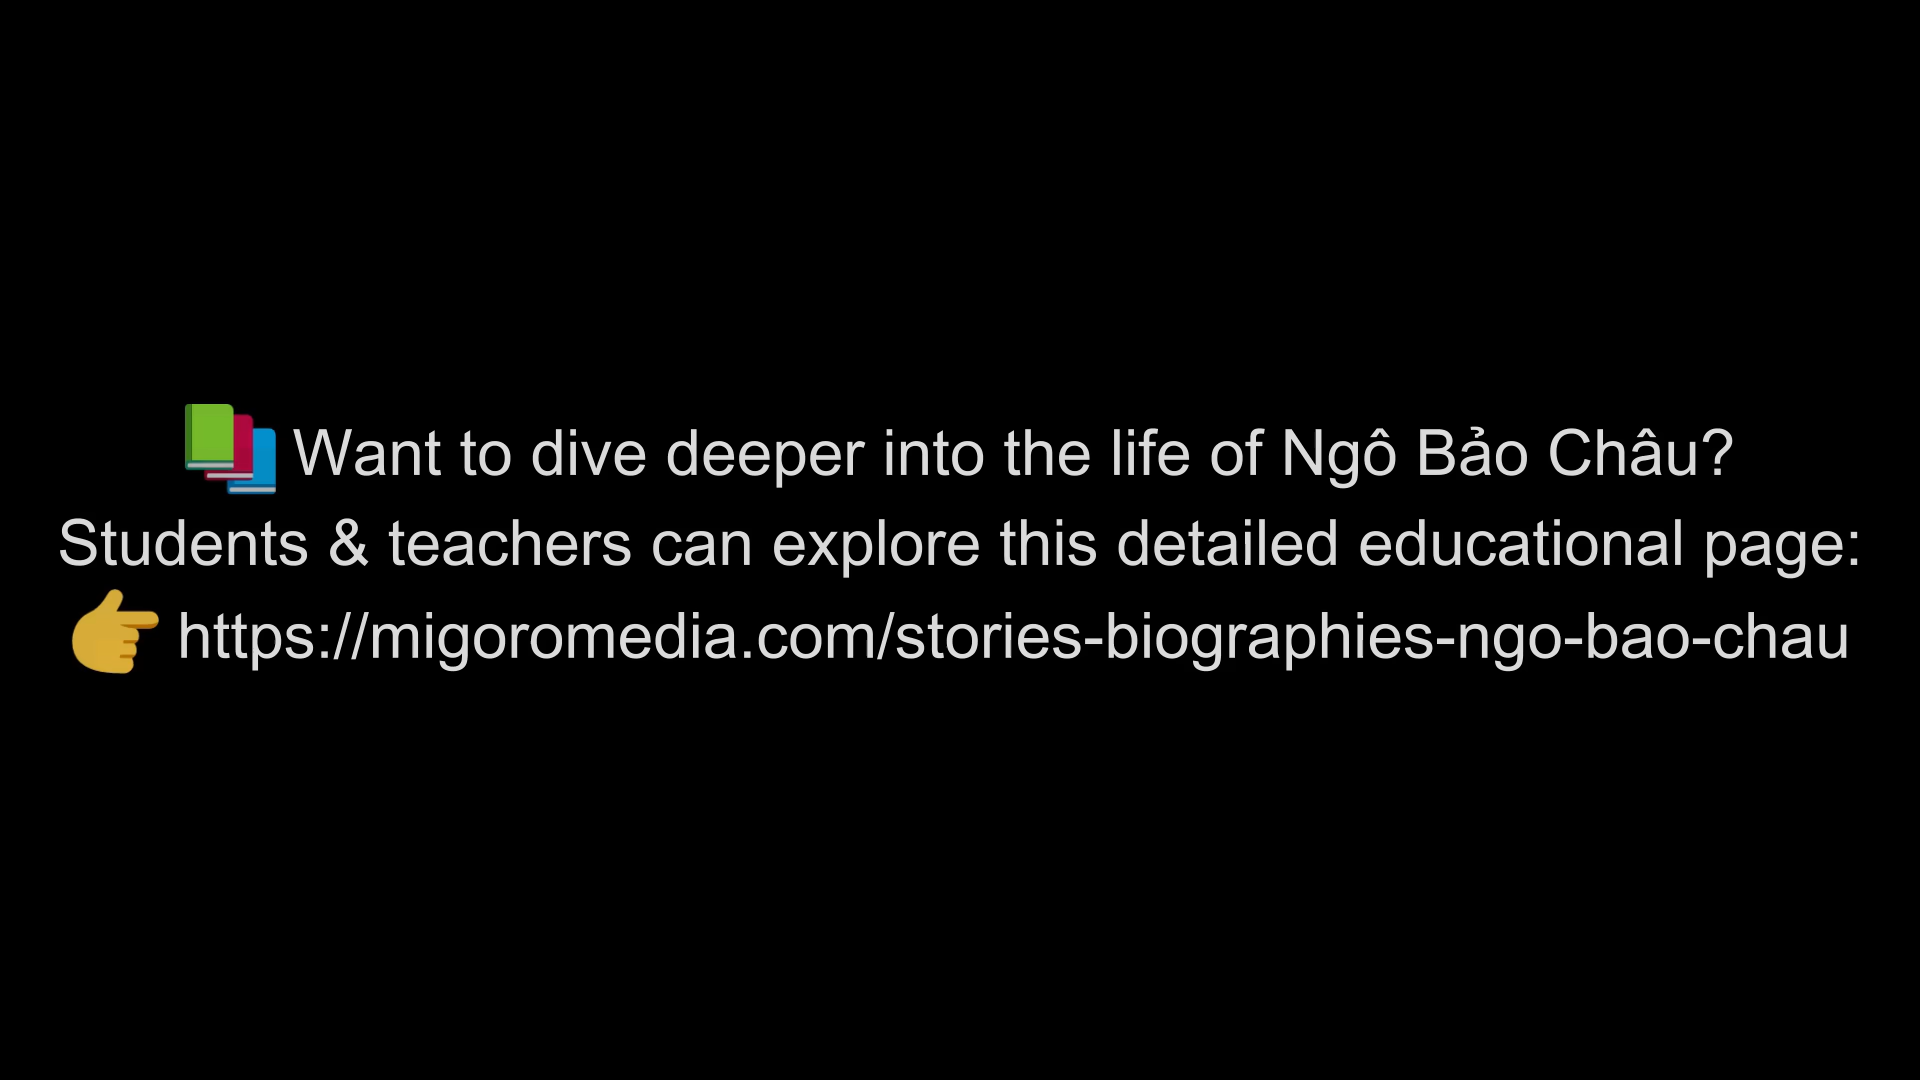 📚 Want to dive deeper into the life of Ngô Bảo Châu?
Students & teachers can explore this detailed educational page:
👉 https://migoromedia.com/stories-biographies-ngo-bao-chau